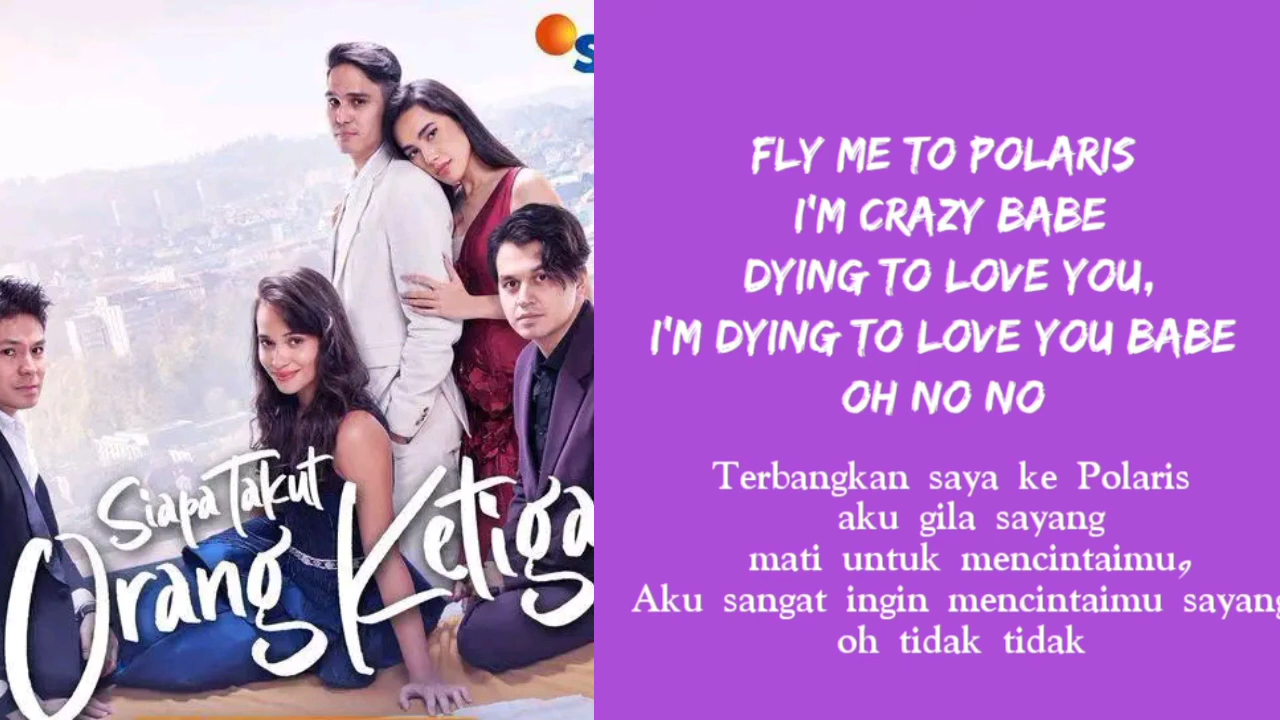 Siapa Takut
Orang Ketiga
FLY ME TO POLARIS
I'M CRAZY BABE
DYING TO LOVE YOU,
I'M DYING TO LOVE YOU BABE
OH NO NO
Terbangkan saya ke Polaris
aku gila sayang
mati untuk mencintaimu,
Aku sangat ingin mencintaimu sayang
oh tidak tidak